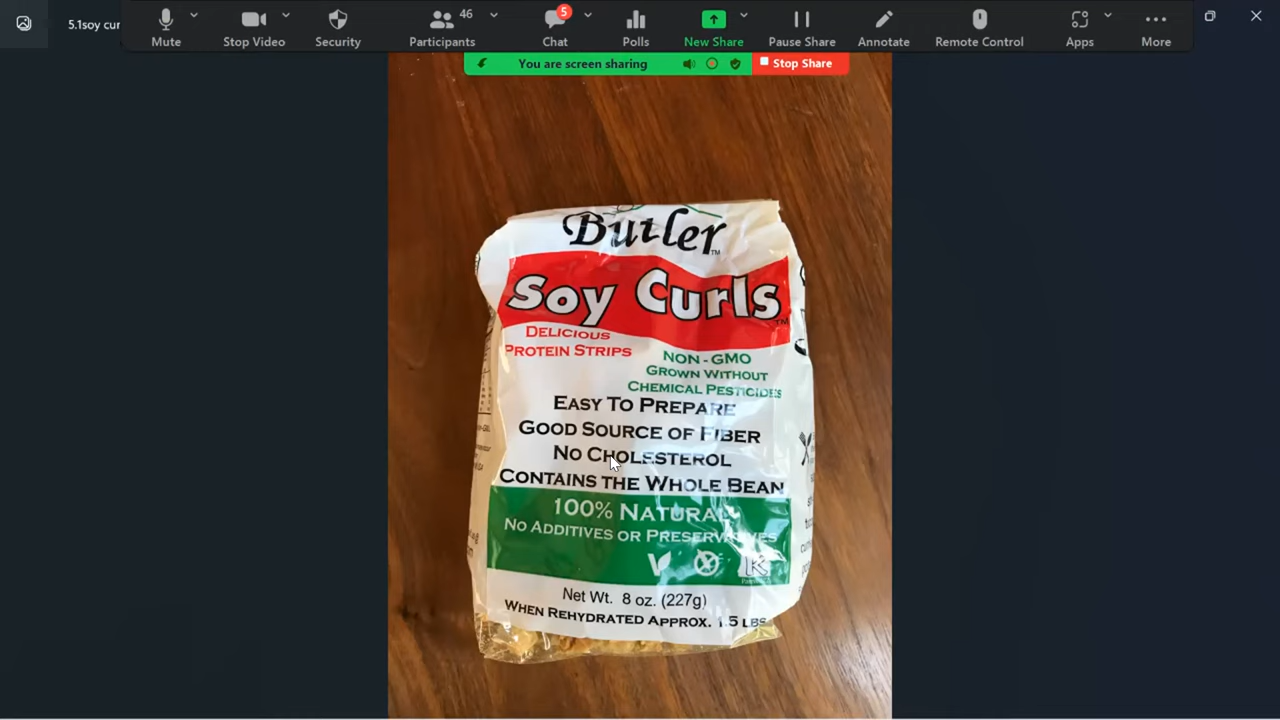 5.1soy cur
Mute
Stop Video
Security
46
Participants
5
Chat
Polls
New Share
Pause Share
Annotate
Remote Control
Apps
More
You are screen sharing
Stop Share
Butler™
Soy Curls™
DELICIOUS
PROTEIN STRIPS
NON-GMO
GROWN WITHOUT
CHEMICAL PESTICIDES
EASY TO PREPARE
GOOD SOURCE OF FIBER
NO CHOLESTEROL
CONTAINS THE WHOLE BEAN
100% NATURAL
NO ADDITIVES OR PRESERVATIVES
K
Net Wt. 8 oz. (227g)
WHEN REHYDRATED APPROX. 1.5 LBS